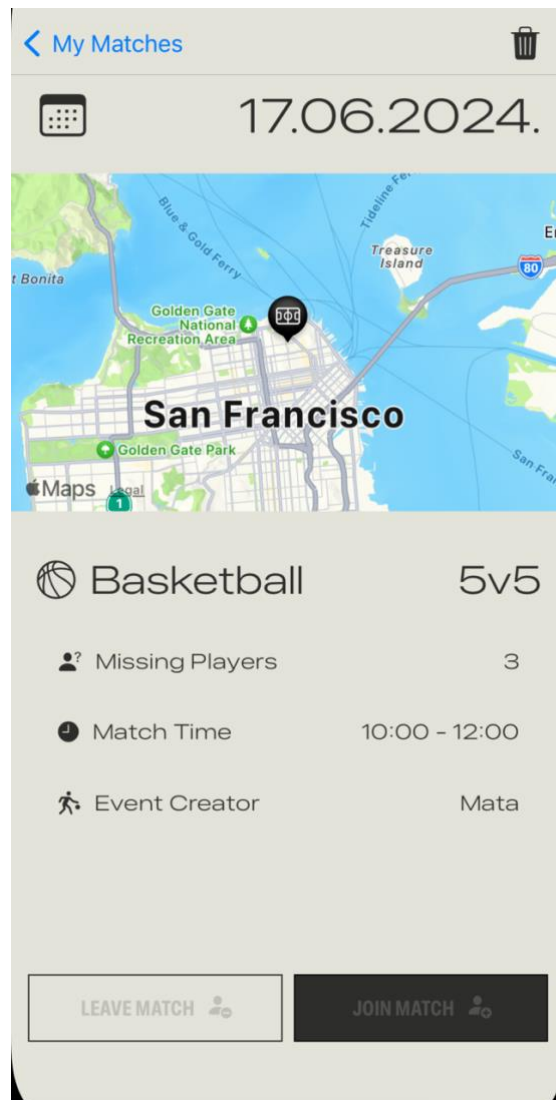 My Matches
17.06.2024.
Blue & Gold Ferry
Treasure
Island
80
t Bonita
Golden Gate
National
Recreation Area
San Francisco
Golden Gate Park
San Fra
Maps Legal
1
Basketball 5v5
Missing Players 3
Match Time 10:00 - 12:00
Event Creator Mata
LEAVE MATCH
JOIN MATCH